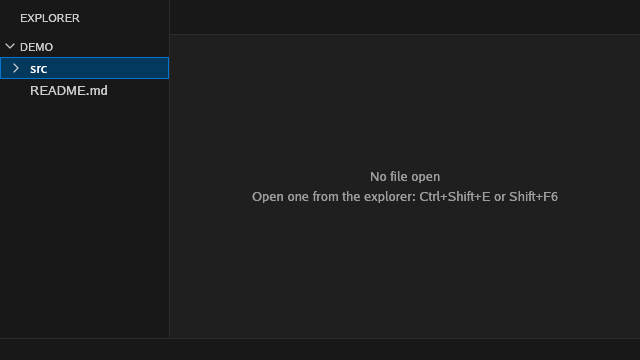 EXPLORER
DEMO
src
README.md
No file open
Open one from the explorer: Ctrl+Shift+E or Shift+F6